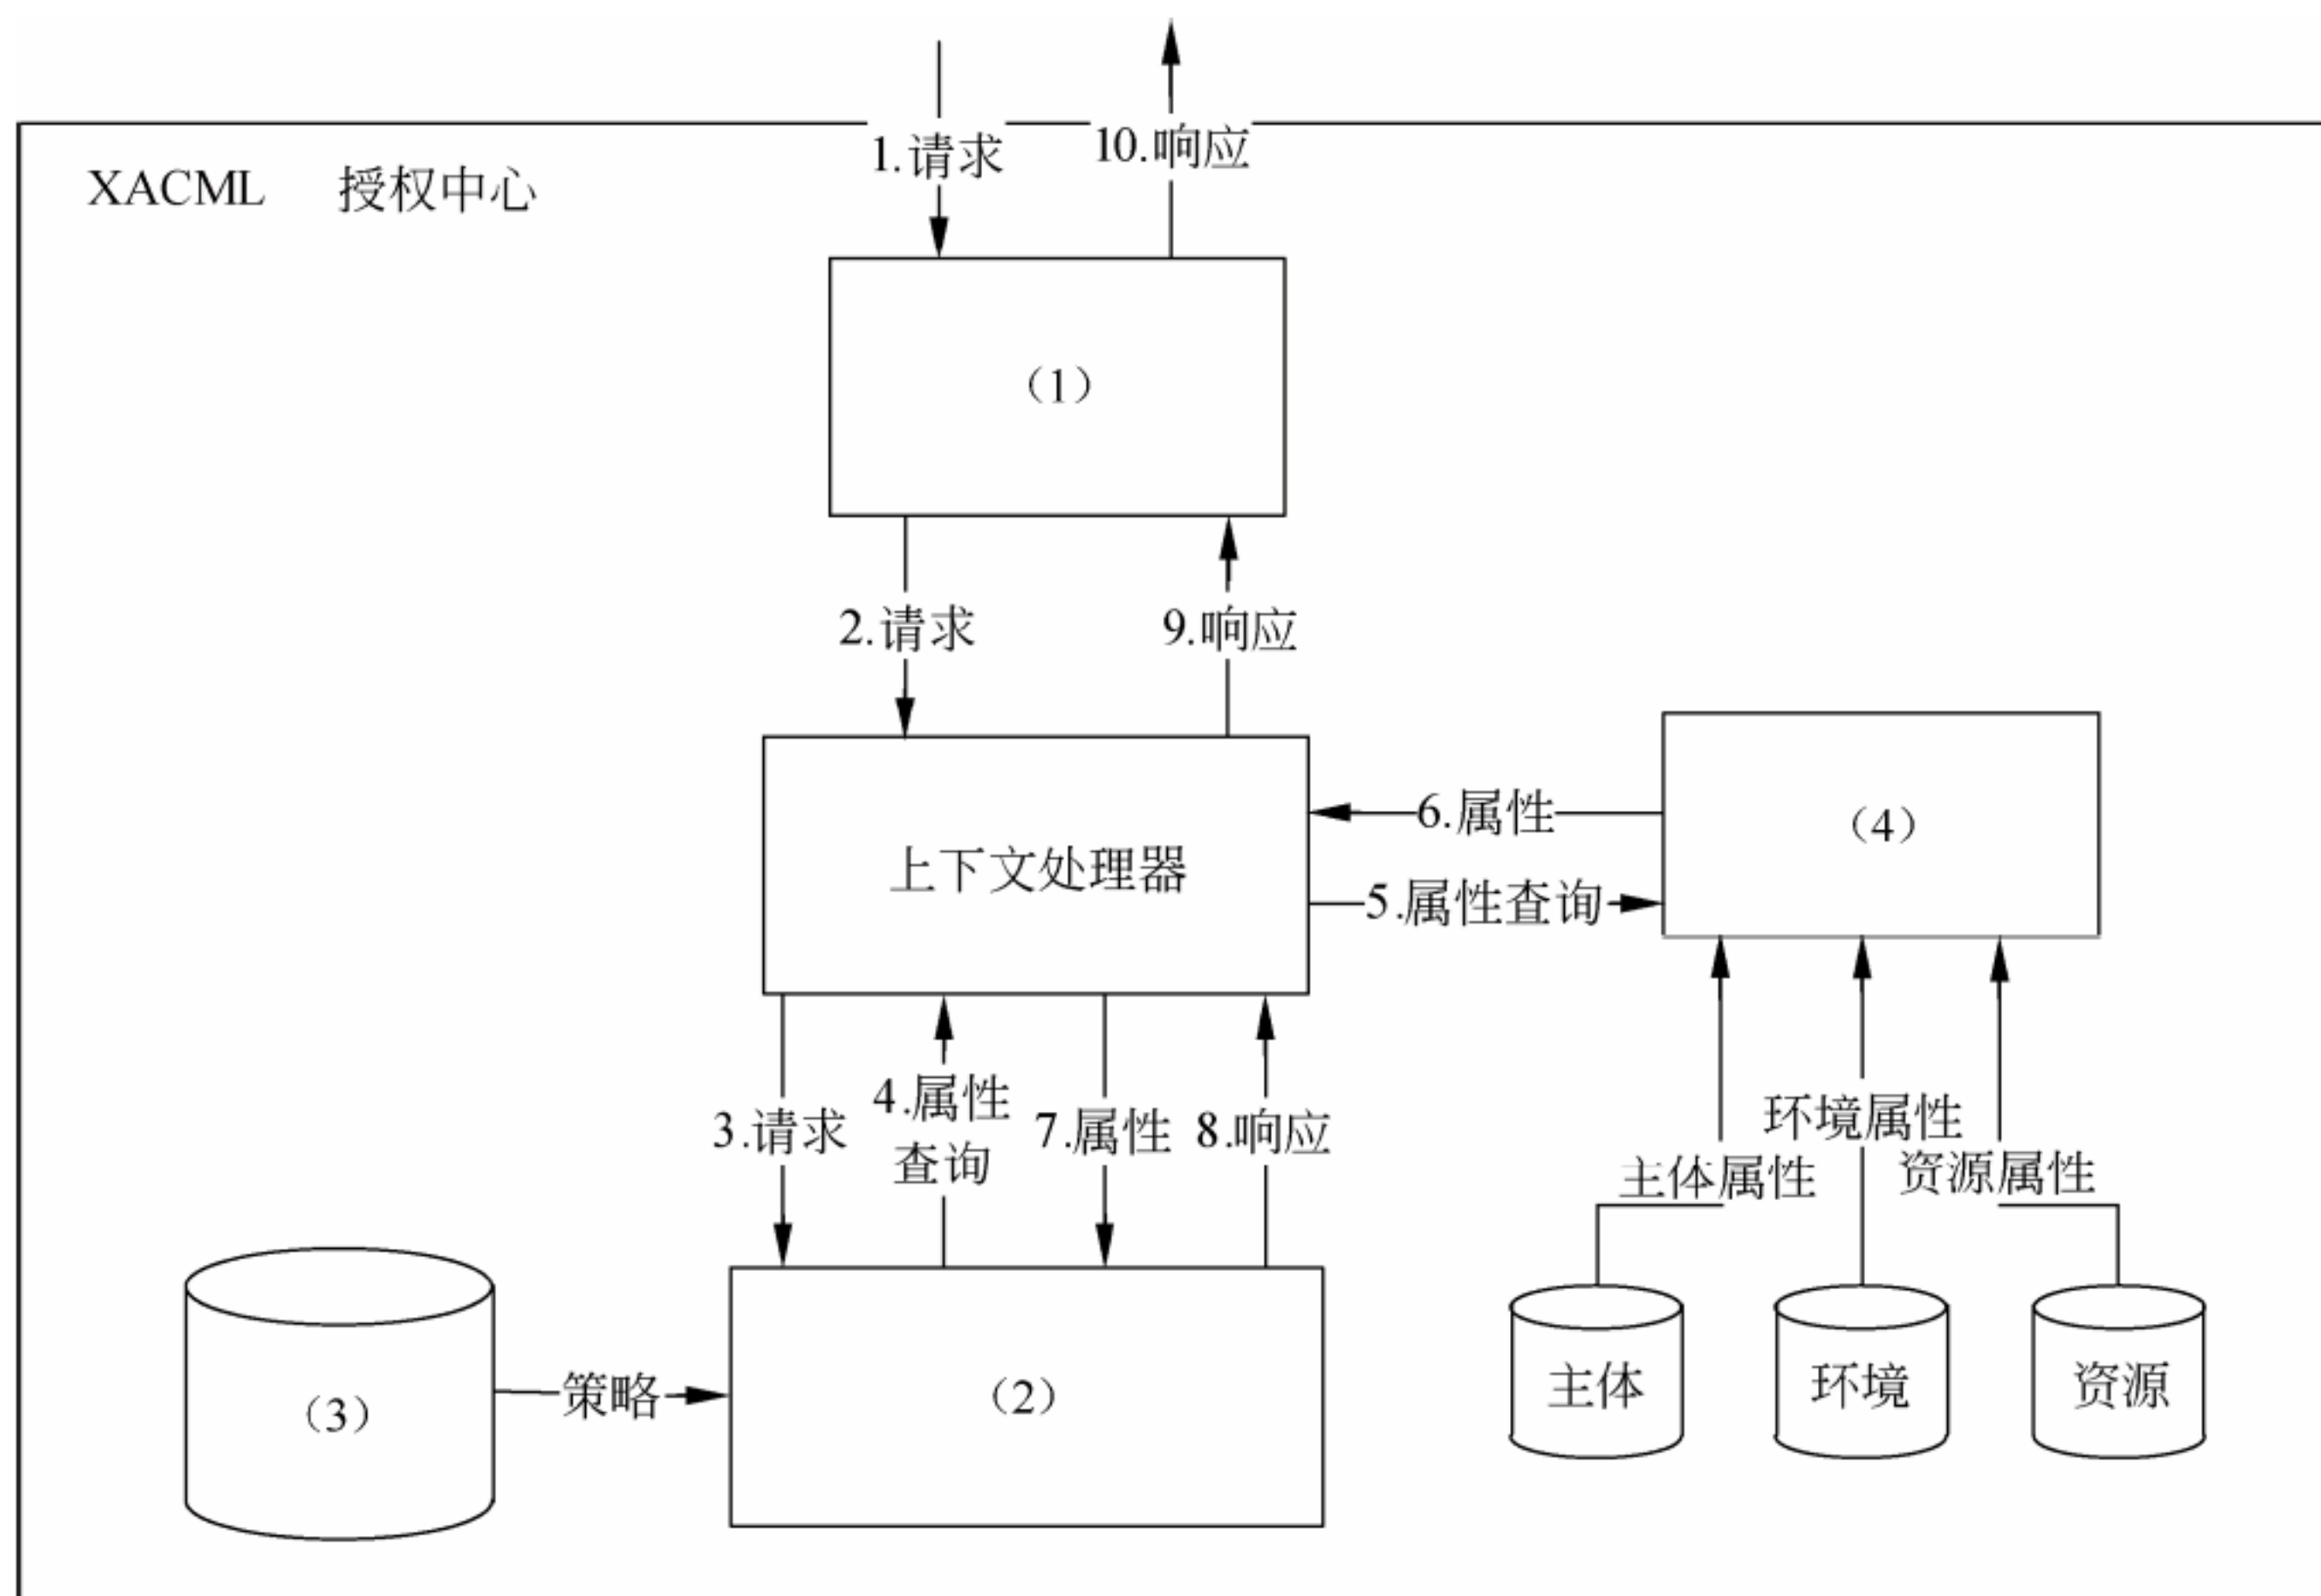 1.请求
10.响应
XACML 授权中心
（1）
2.请求
9.响应
6.属性
（4）
上下文处理器
5.属性查询
3.请求
4.属性
查询
7.属性
8.响应
环境属性
主体属性
资源属性
（3）
策略
（2）
主体
环境
资源